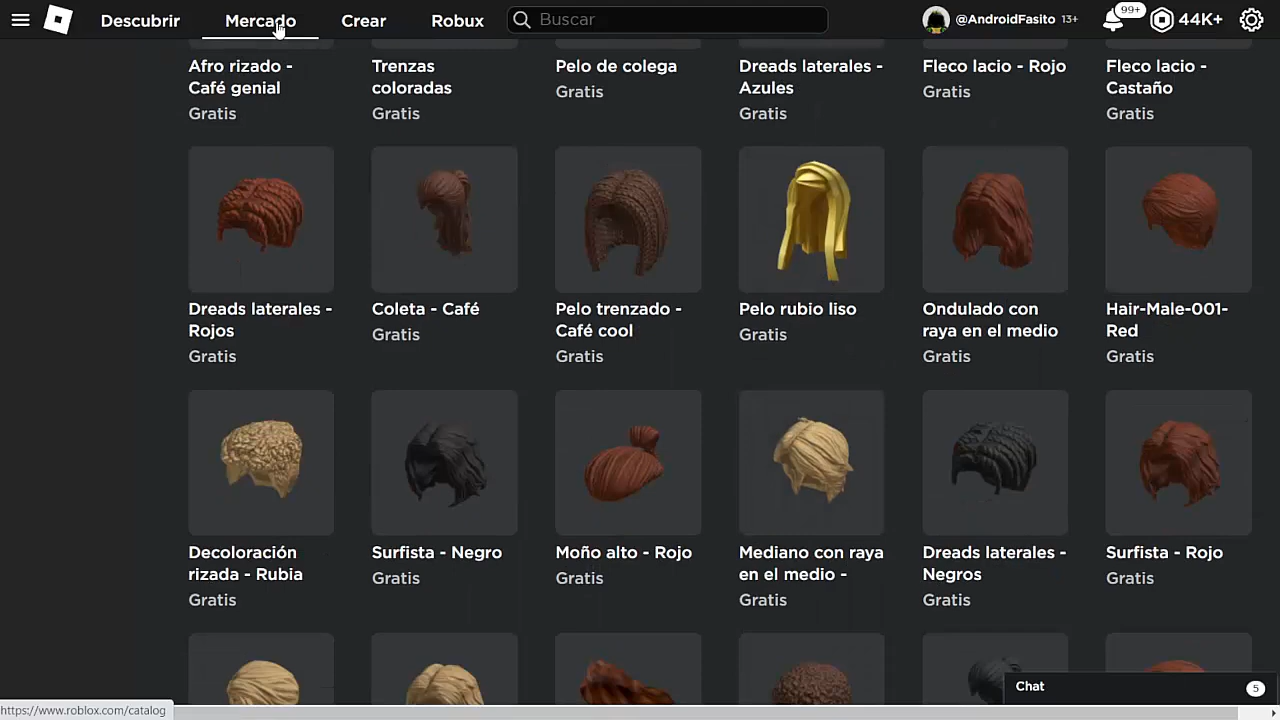 Descubrir
Mercado
Crear
Robux
Buscar
@AndroidFasito
13+
99+
44K+
Afro rizado -
Café genial
Gratis
Trenzas
coloradas
Gratis
Pelo de colega
Gratis
Dreads laterales -
Azules
Gratis
Fleco lacio - Rojo
Gratis
Fleco lacio -
Castaño
Gratis
Dreads laterales -
Rojos
Gratis
Coleta - Café
Gratis
Pelo trenzado -
Café cool
Gratis
Pelo rubio liso
Gratis
Ondulado con
raya en el medio
Gratis
Hair-Male-001-
Red
Gratis
Decoloración
rizada - Rubia
Gratis
Surfista - Negro
Gratis
Moño alto - Rojo
Gratis
Mediano con raya
en el medio -
Gratis
Dreads laterales -
Negros
Gratis
Surfista - Rojo
Gratis
Chat
5
https://www.roblox.com/catalog